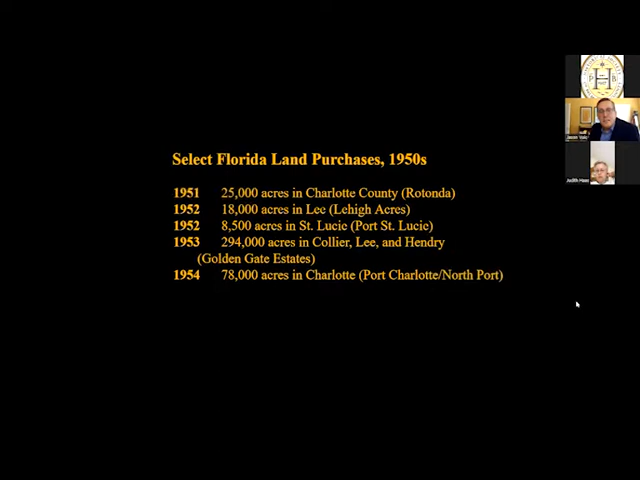 Select Florida Land Purchases, 1950s
1951 25,000 acres in Charlotte County (Rotonda)
1952 18,000 acres in Lee (Lehigh Acres)
1952 8,500 acres in St. Lucie (Port St. Lucie)
1953 294,000 acres in Collier, Lee, and Hendry
(Golden Gate Estates)
1954 78,000 acres in Charlotte (Port Charlotte/North Port)
H
Judith